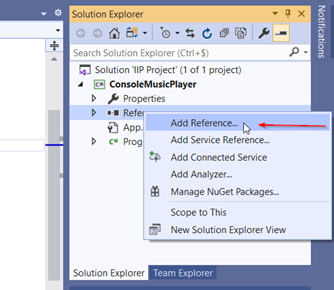 Solution Explorer
Search Solution Explorer (Ctrl+$)
Solution 'IIP Project' (1 of 1 project)
ConsoleMusicPlayer
Properties
Refere
App.
Prog
Add Reference...
Add Service Reference...
Add Connected Service
Add Analyzer...
Manage NuGet Packages...
Scope to This
New Solution Explorer View
Solution Explorer
Team Explorer
Notifications